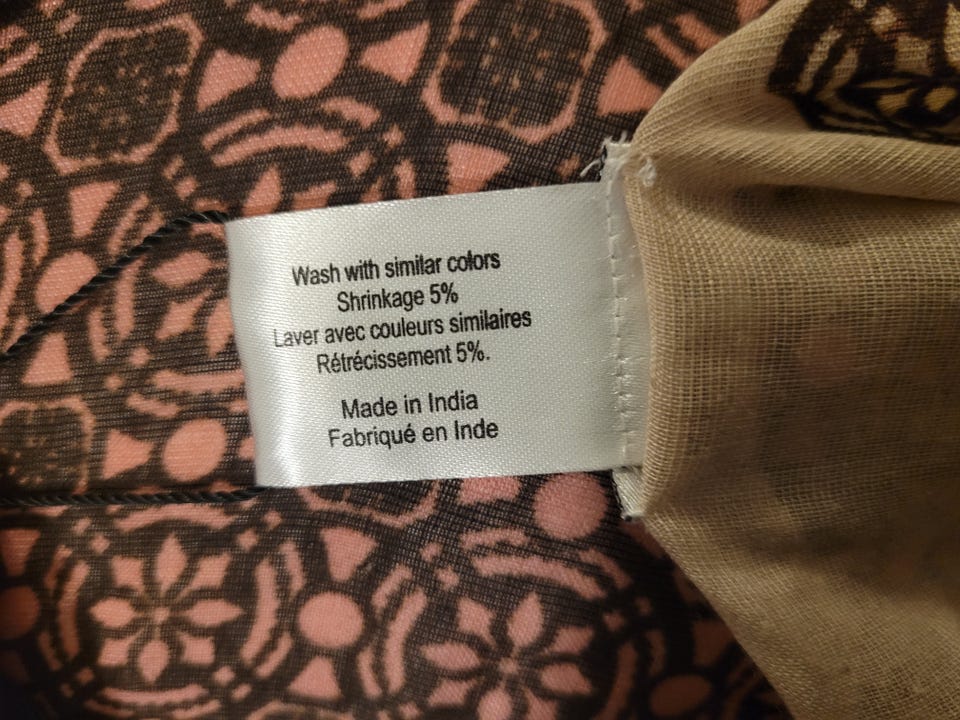 Wash with similar colors
Shrinkage 5%
Laver avec couleurs similaires
Rétrécissement 5%.
Made in India
Fabriqué en Inde